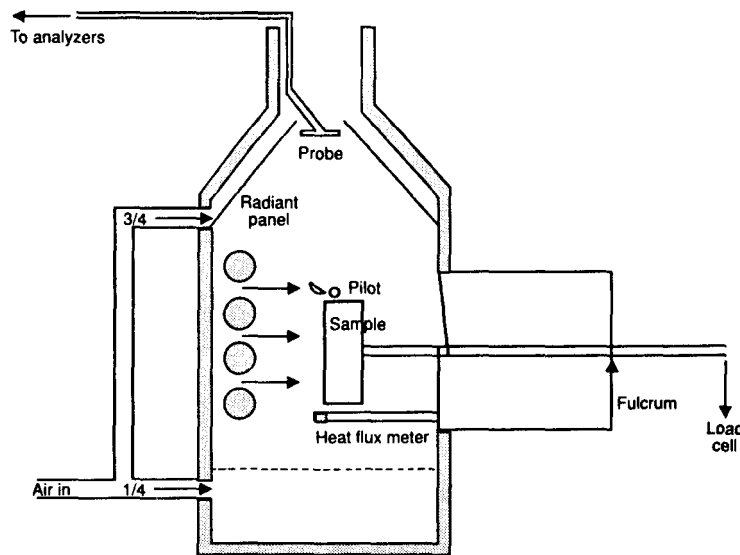 To analyzers
Probe
3/4
Radiant
panel
Pilot
Sample
Fulcrum
Heat flux meter
Load
cell
Air in
1/4